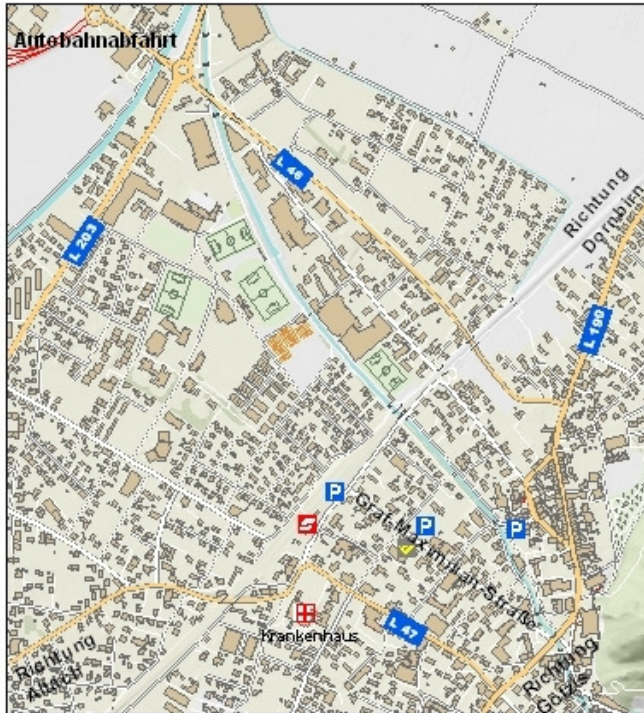 Autobahnabfahrt
L 46
Richtung
Dornbirn
L 203
L 190
P
P
P
Graf-Maximilian-Straße
Krankenhaus
L 47
Richtung
Altach
Richtung
Götzis